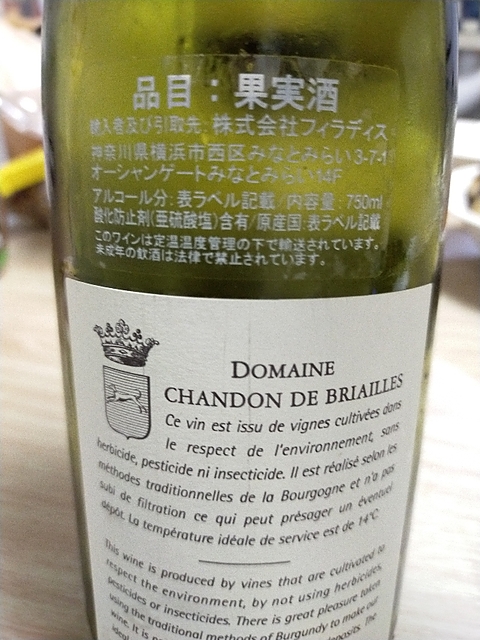 品目：果実酒
輸入者及び引取先：株式会社フィラディス
神奈川県横浜市西区みなとみらい3-7-1
オーシャンゲートみなとみらい14F
アルコール分：表ラベル記載／内容量：750ml
酸化防止剤(亜硫酸塩)含有／原産国：表ラベル記載
このワインは定温温度管理の下で輸送されています。
未成年の飲酒は法律で禁止されています。
DOMAINE
CHANDON DE BRIAILLES
Ce vin est issu de vignes cultivées dans
le respect de l'environnement, sans
herbicide, pesticide ni insecticide. Il est réalisé selon les
méthodes traditionnelles de la Bourgogne et n'a pas
subi de filtration ce qui peut présager un éventuel
dépôt. La température idéale de service est de 14°C.
This wine is produced by vines that are cultivated to
respect the environment, by not using herbicides,
pesticides or insecticides. There is great pleasure taken
using the traditional methods of Burgundy to make our
wine. It is
The